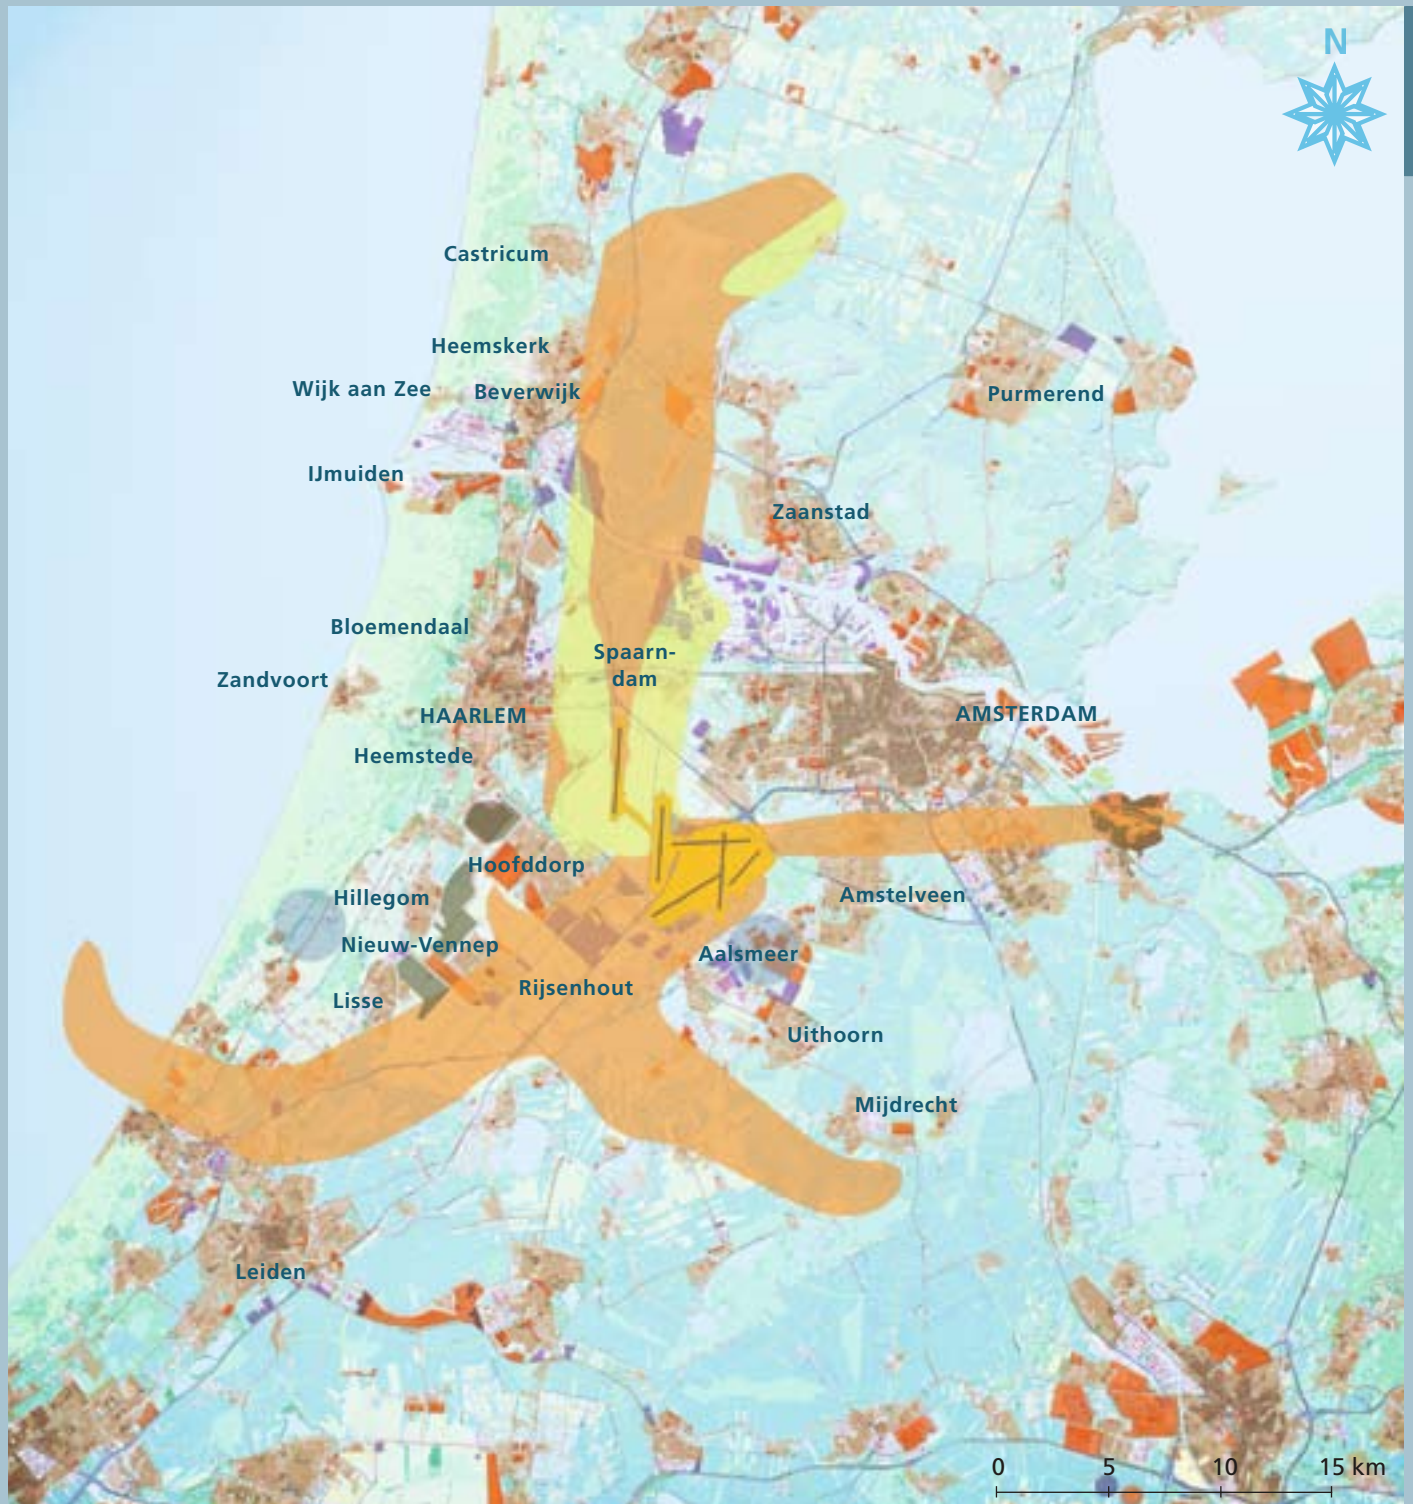 N
Castricum
Heemskerk
Wijk aan Zee
Beverwijk
Purmerend
IJmuiden
Zaanstad
Bloemendaal
Spaarn-
dam
Zandvoort
HAARLEM
AMSTERDAM
Heemstede
Hoofddorp
Hillegom
Amstelveen
Nieuw-Vennep
Aalsmeer
Lisse
Rijsenhout
Uithoorn
Mijdrecht
Leiden
0 5 10 15 km